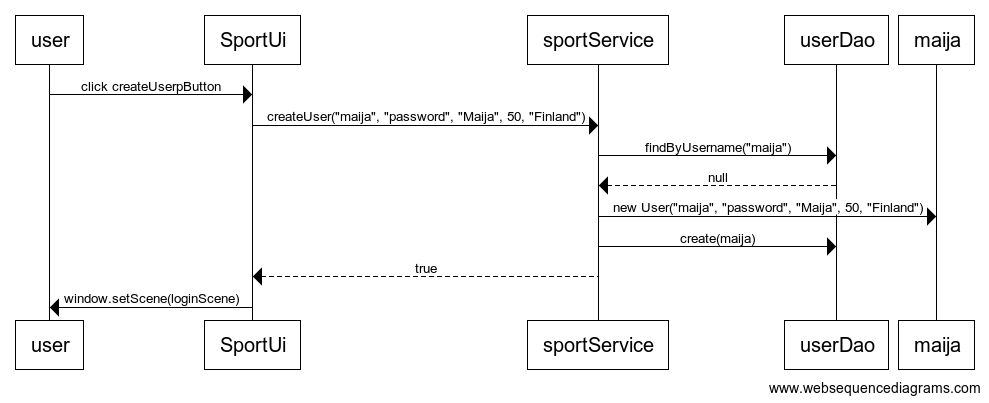 user SportUi sportService userDao maija
click createUserpButton
createUser("maija", "password", "Maija", 50, "Finland")
findByUsername("maija")
null
new User("maija", "password", "Maija", 50, "Finland")
create(maija)
true
window.setScene(loginScene)
user SportUi sportService userDao maija
www.websequencediagrams.com